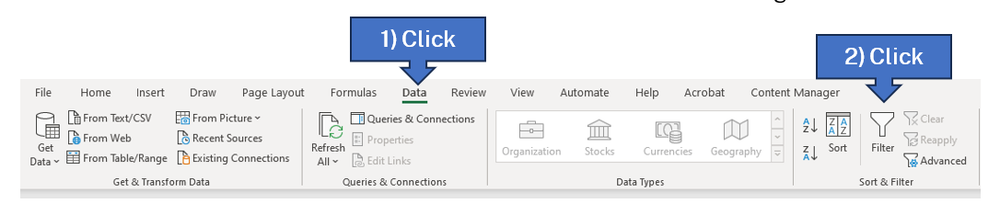 1) Click
2) Click
File Home Insert Draw Page Layout Formulas Data Review View Automate Help Acrobat Content Manager
From Text/CSV
From Web
From Table/Range
From Picture
Recent Sources
Existing Connections
Get
Data
Get & Transform Data
Refresh
All
Queries & Connections
Properties
Edit Links
Queries & Connections
Organization Stocks Currencies Geography
Data Types
A
Z
Z
A
Z A
A Z
Sort
Filter
Clear
Reapply
Advanced
Sort & Filter